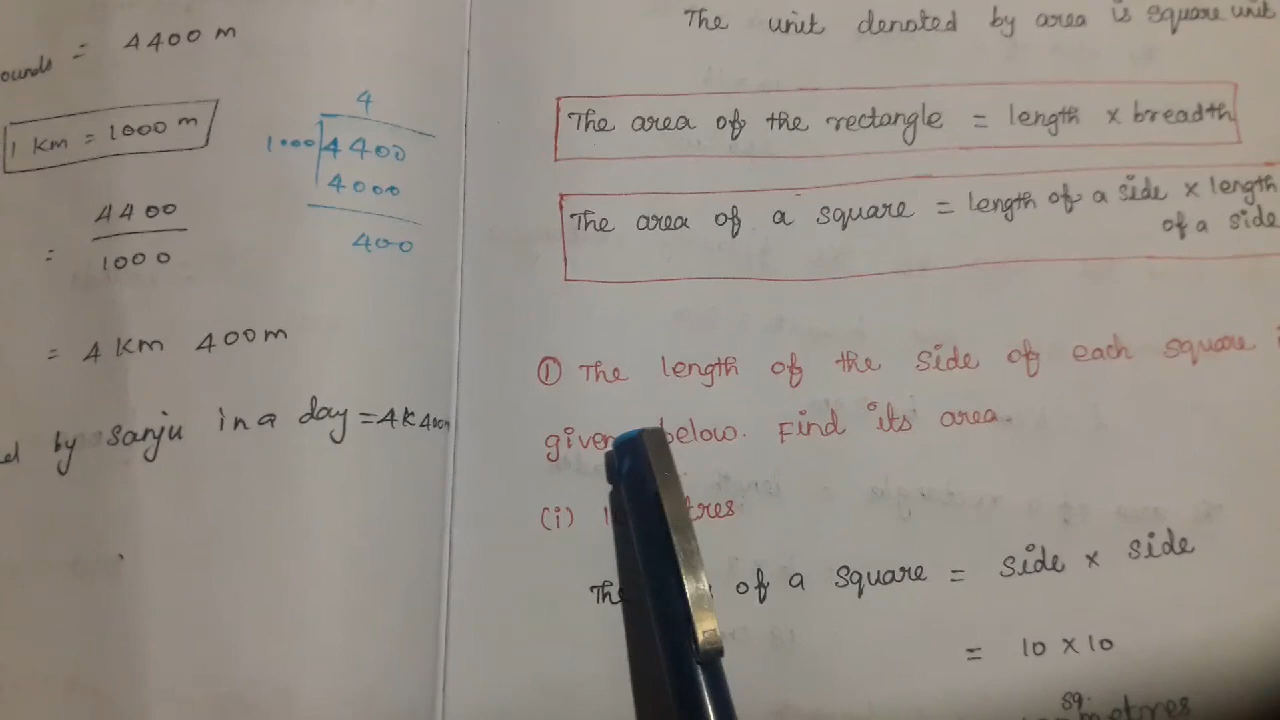 = 4400 m
1 km = 1000 m
= 4400
1000
4
1000 4400
4000
400
= 4 Km 400m
by Sanju in a day =4K 400m
The unit denoted by area is square unit
The area of the rectangle = length x breadth
The area of a square = length of a side x length
of a side
① The length of the side of each square
given below. Find its area.
(i)
of a square = side x side
= 10 x 10
sq.
metres